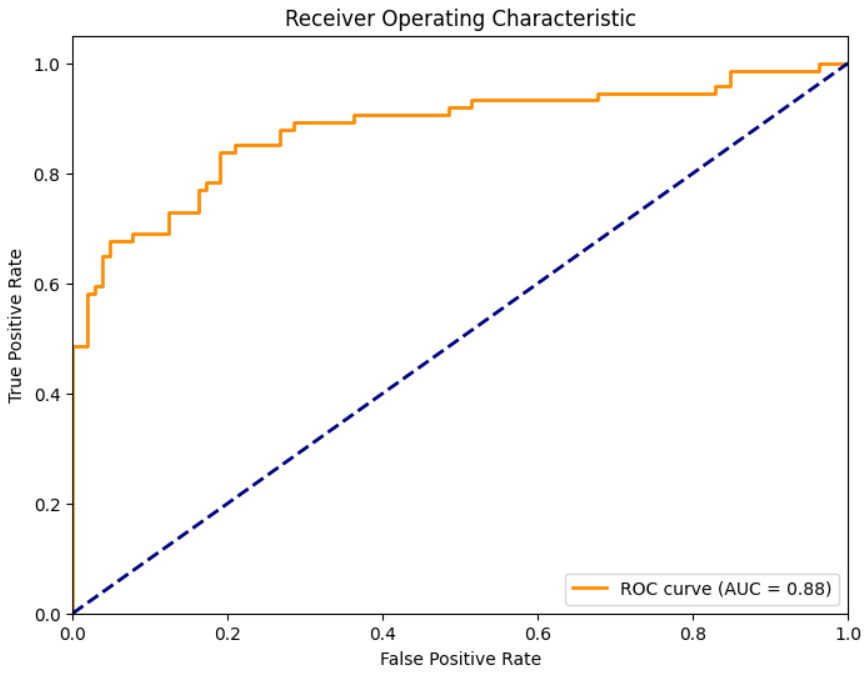 Receiver Operating Characteristic
1.0
0.8
0.6
0.4
0.2
0.0
True Positive Rate
ROC curve (AUC = 0.88)
0.0 0.2 0.4 0.6 0.8 1.0
False Positive Rate